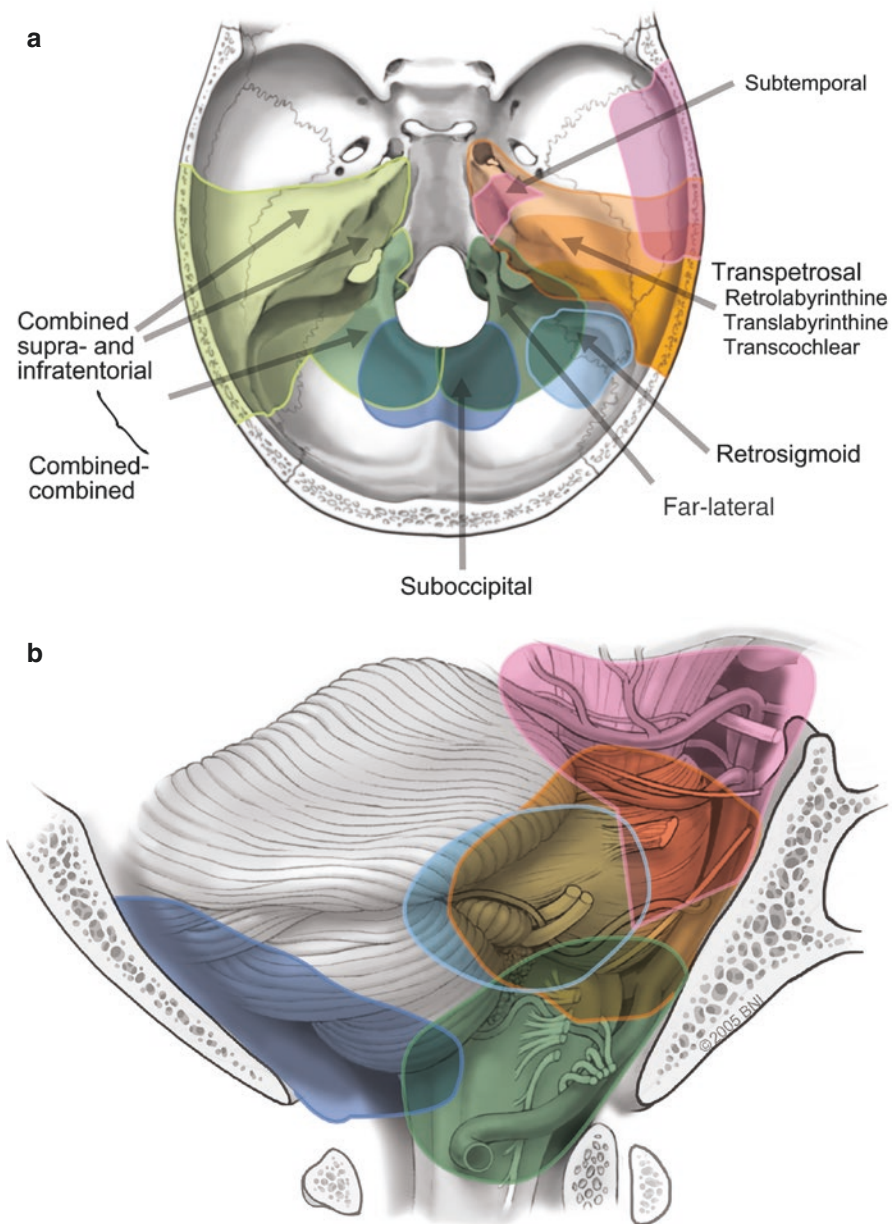 a
Subtemporal
Transpetrosal
Retrolabyrinthine
Translabyrinthine
Transcochlear
Combined
supra- and
infratentorial
Combined-
combined
Retrosigmoid
Far-lateral
Suboccipital
b
©2005 BNI